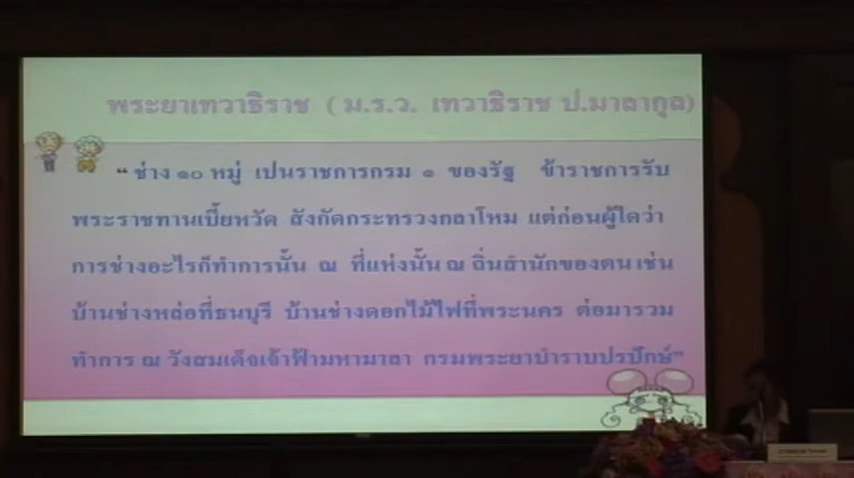 พระยาเทวาธิราช ( ม.ร.ว. เทวาธิราช ป.มาลากุล)
“ ช่าง ๑๐ หมู่ เปนราชการกรม ๑ ของรัฐ ข้าราชการรับ
พระราชทานเบี้ยหวัด สังกัดกระทรวงกลาโหม แต่ก่อนผู้ใดว่า
การช่างอะไรก็ทำการนั้น ณ ที่แห่งนั้น ณ ถิ่นสำนักของตน เช่น
บ้านช่างหล่อที่ธนบุรี บ้านช่างดอกไม้ไฟที่พระนคร ต่อมารวม
ทำการ ณ วังสมเด็จเจ้าฟ้ามหามาลา กรมพระยาบำราบปรปักษ์”